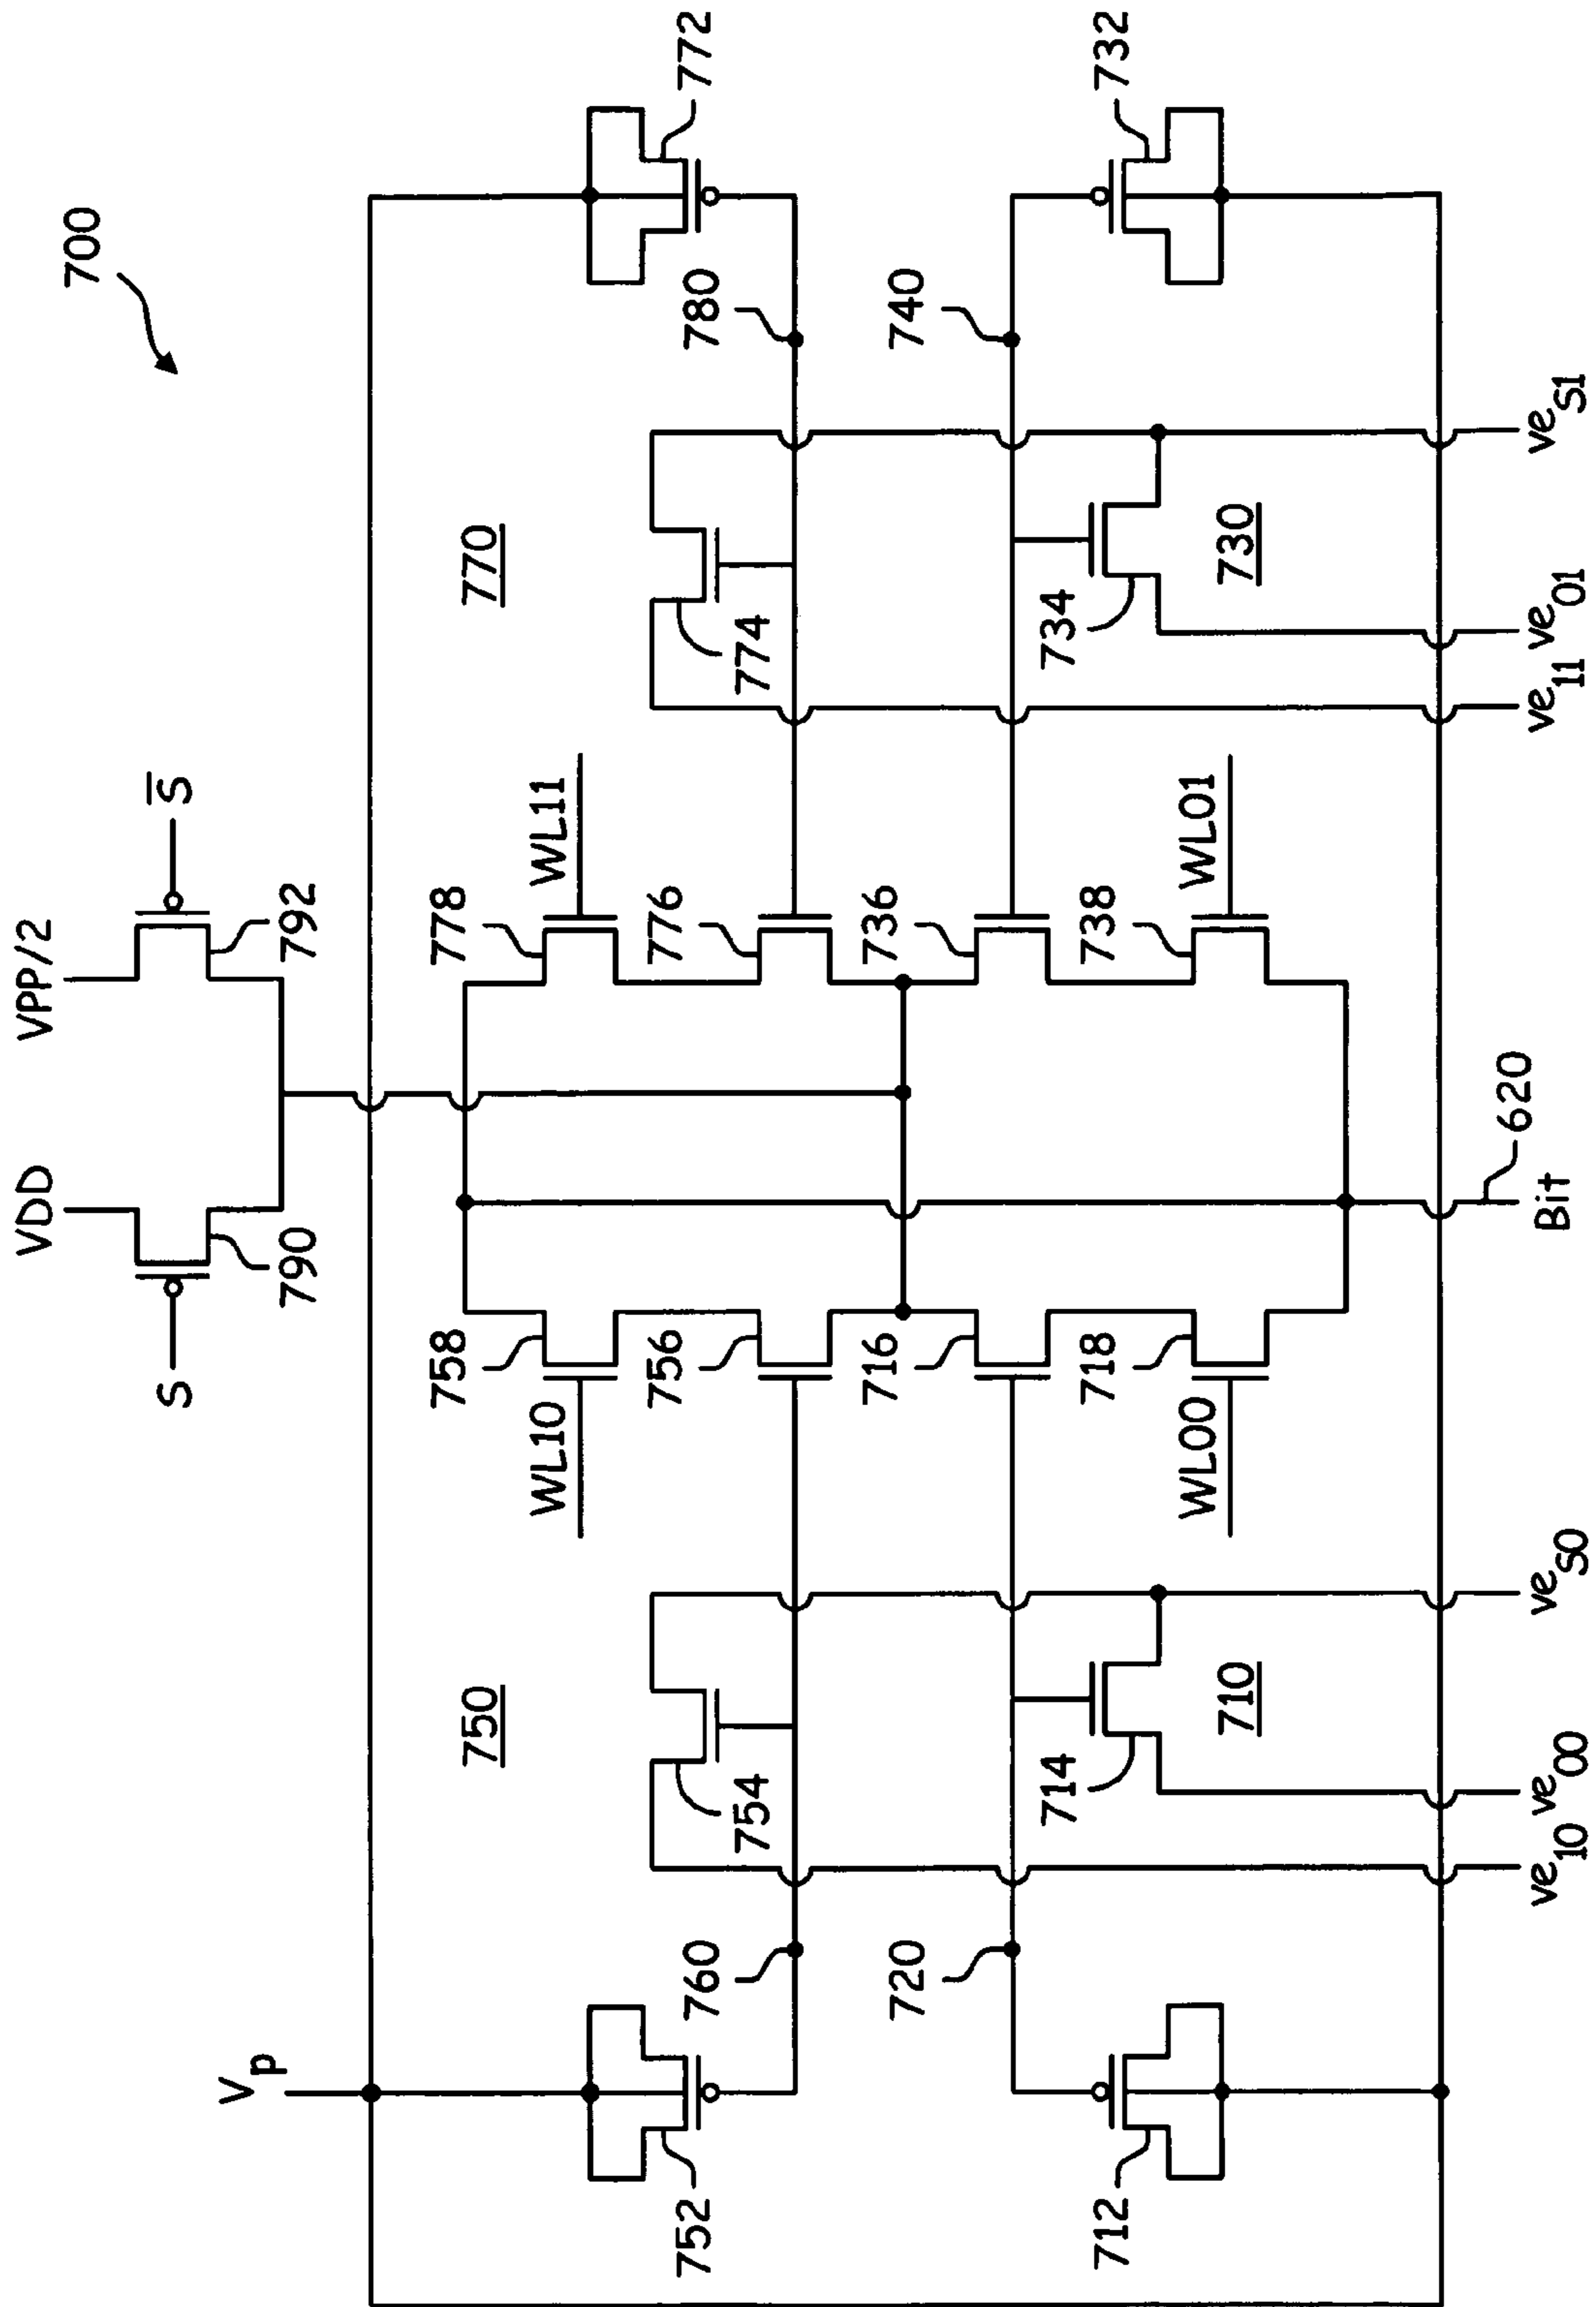 700
VDD
VPP/2
S
S̅
790
792
V_p
750
758
778
770
WL10
WL11
752
760
754
756
776
774
780
772
720
716
736
740
712
714
718
738
734
732
WL00
WL01
710
730
620
ve_10
ve_00
ve_S0
Bit
ve_11
ve_01
ve_S1